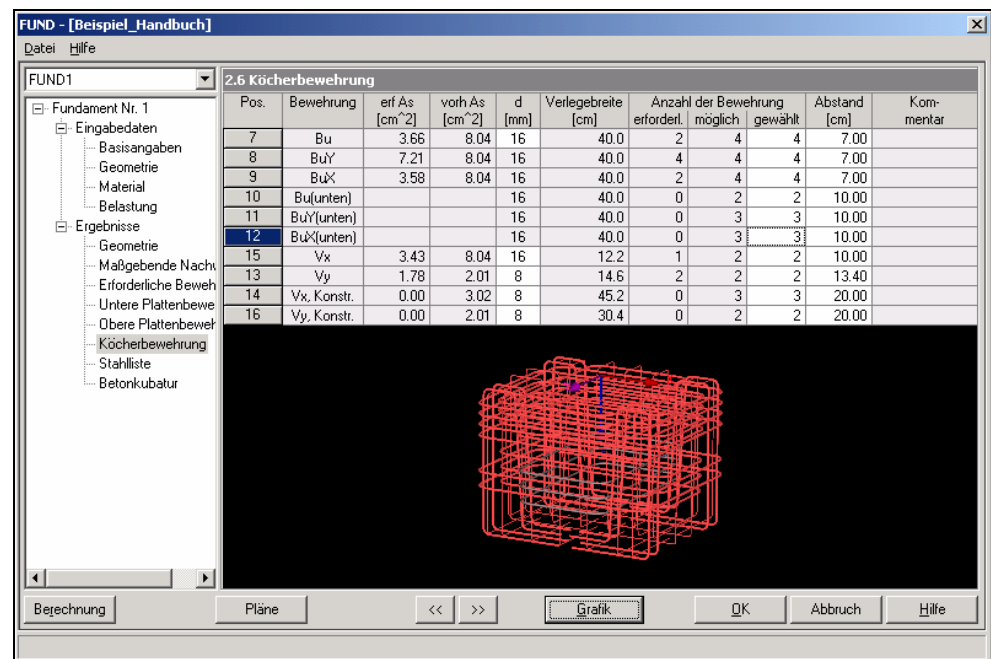 FUND - [Beispiel_Handbuch]
Datei Hilfe
FUND1
Fundament Nr. 1
Eingabedaten
Basisangaben
Geometrie
Material
Belastung
Ergebnisse
Geometrie
Maßgebende Nachw
Erforderliche Beweh
Untere Plattenbewe
Obere Plattenbeweh
Köcherbewehrung
Stahlliste
Betonkubatur
2.6 Köcherbewehrung
Pos. Bewehrung erf As vorh As d Verlegebreite Anzahl der Bewehrung Abstand Kom-
[cm^2] [cm^2] [mm] [cm] erforderl. möglich gewählt [cm] mentar
7 Bu 3.66 8.04 16 40.0 2 4 4 7.00
8 BuY 7.21 8.04 16 40.0 4 4 4 7.00
9 BuX 3.58 8.04 16 40.0 2 4 4 7.00
10 Bu(unten) 16 40.0 0 2 2 10.00
11 BuY(unten) 16 40.0 0 3 3 10.00
12 BuX(unten) 16 40.0 0 3 3 10.00
15 Vx 3.43 8.04 16 12.2 1 2 2 10.00
13 Vy 1.78 2.01 8 14.6 2 2 2 13.40
14 Vx, Konstr. 0.00 3.02 8 45.2 0 3 3 20.00
16 Vy, Konstr. 0.00 2.01 8 30.4 0 2 2 20.00
Berechnung Pläne << >> Grafik OK Abbruch Hilfe